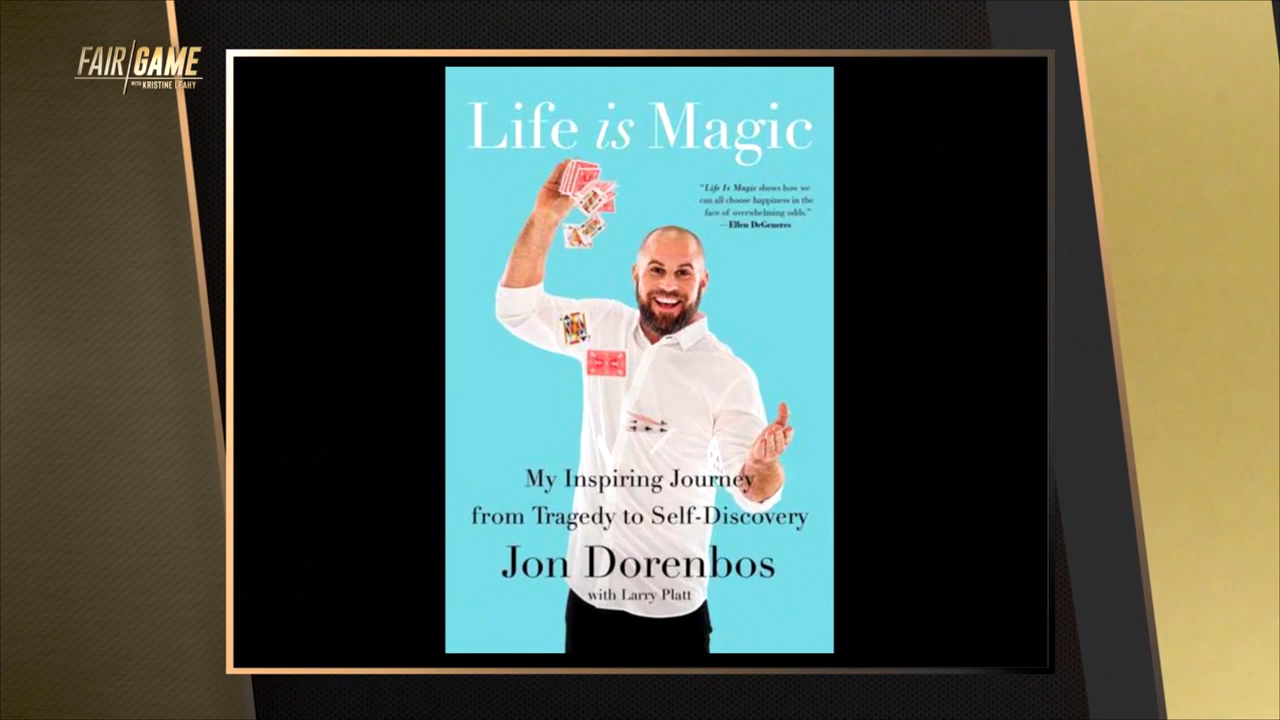 FAIR/GAME
WITH KRISTINE LEAHY
Life is Magic
"Life Is Magic shows how we
can all choose happiness in the
face of overwhelming odds."
—Ellen DeGeneres
My Inspiring Journey
from Tragedy to Self-Discovery
Jon Dorenbos
with Larry Platt